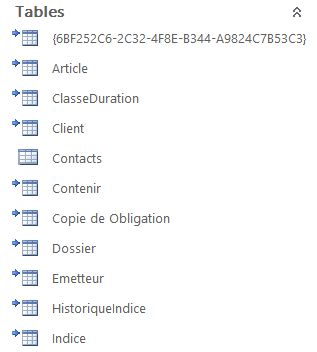 Tables
{6BF252C6-2C32-4F8E-B344-A9824C7B53C3}
Article
ClasseDuration
Client
Contacts
Contenir
Copie de Obligation
Dossier
Emetteur
HistoriqueIndice
Indice